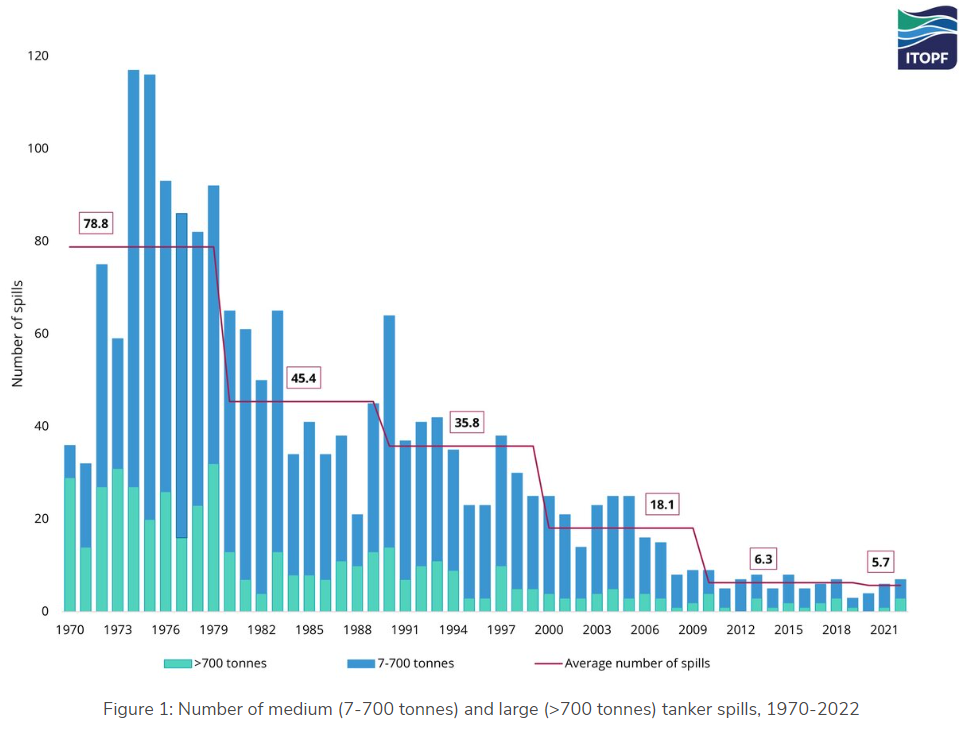 ITOPF
120
100
80
60
40
20
0
Number of spills
78.8
45.4
35.8
18.1
6.3
5.7
1970 1973 1976 1979 1982 1985 1988 1991 1994 1997 2000 2003 2006 2009 2012 2015 2018 2021
>700 tonnes 7-700 tonnes Average number of spills
Figure 1: Number of medium (7-700 tonnes) and large (>700 tonnes) tanker spills, 1970-2022